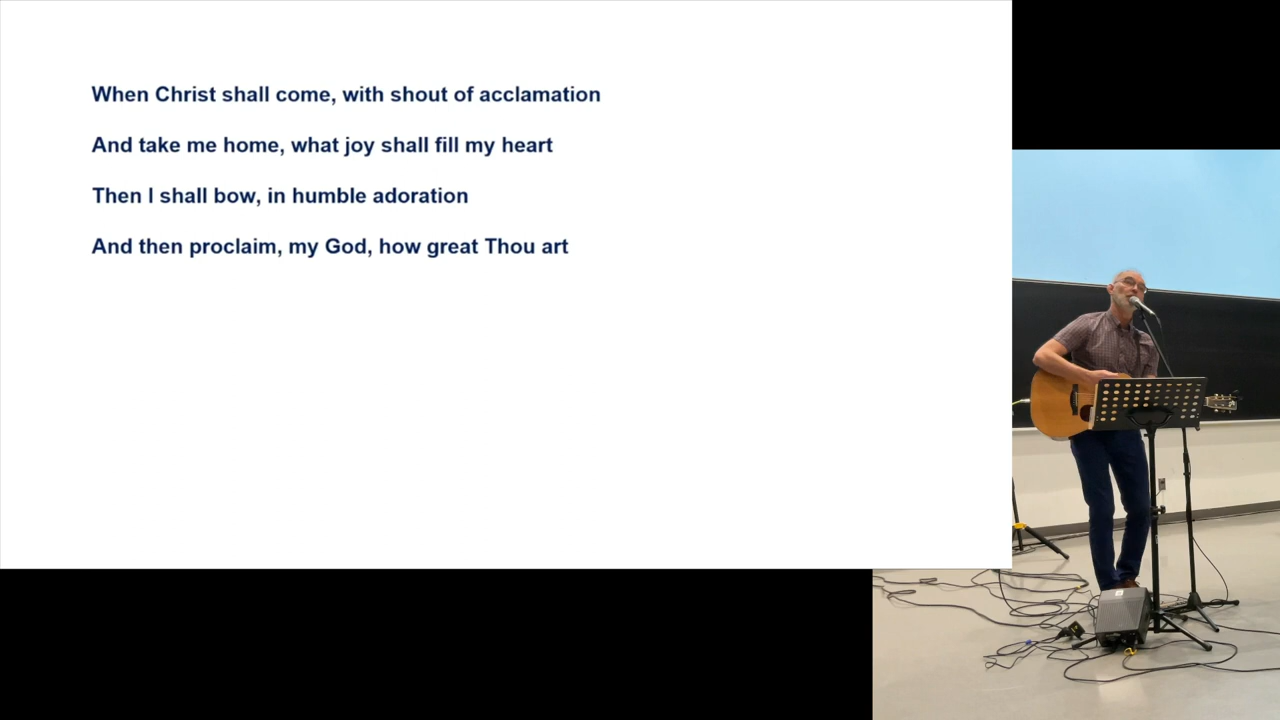 When Christ shall come, with shout of acclamation
And take me home, what joy shall fill my heart
Then I shall bow, in humble adoration
And then proclaim, my God, how great Thou art